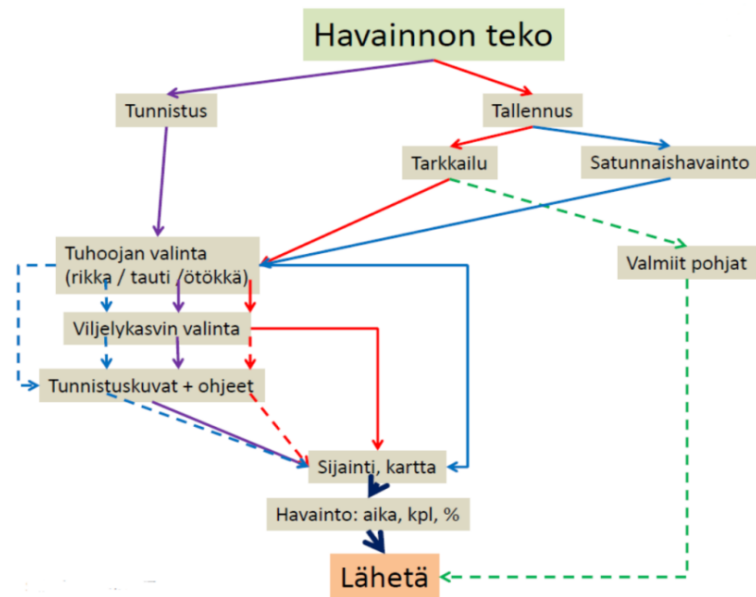 Havainnon teko
Tunnistus
Tallennus
Tarkkailu
Satunnaishavainto
Tuhoojan valinta
(rikka / tauti /ötökkä)
Valmiit pohjat
Viljelykasvin valinta
Tunnistuskuvat + ohjeet
Sijainti, kartta
Havainto: aika, kpl, %
Lähetä